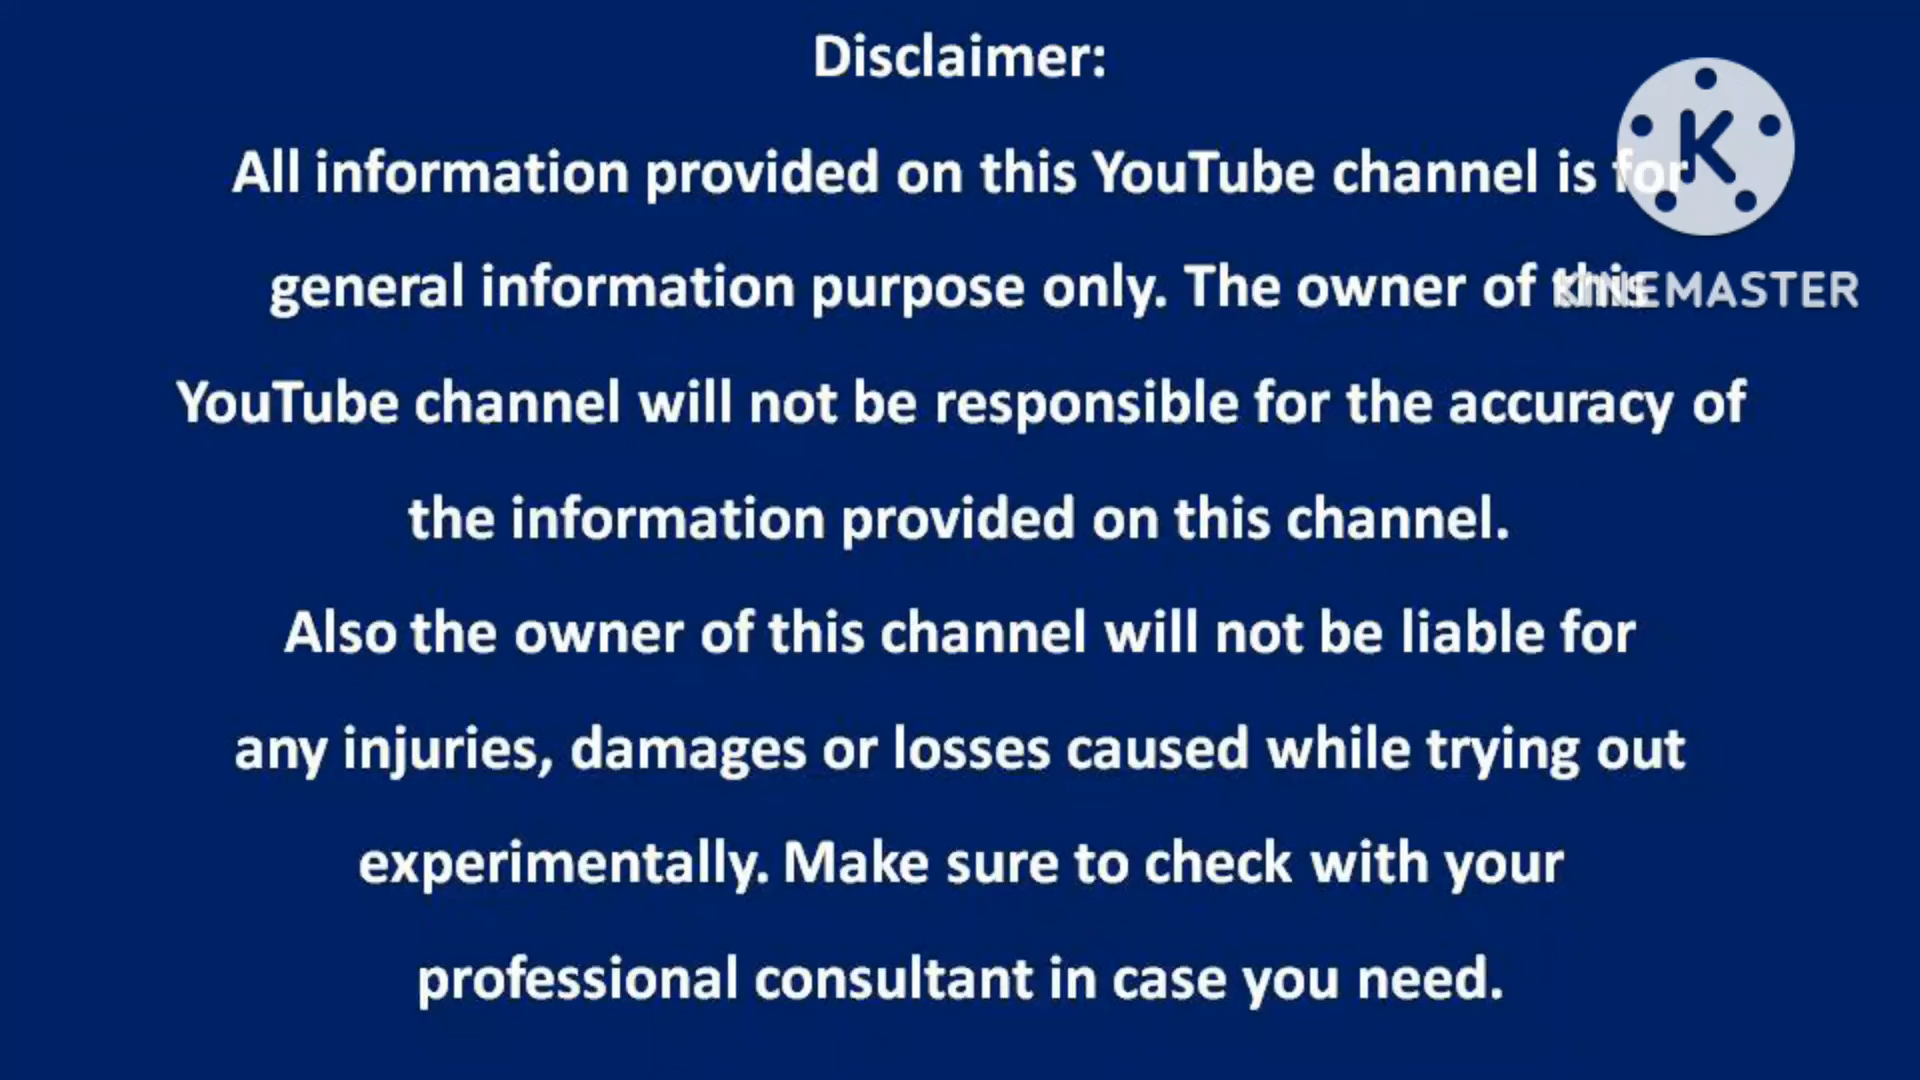 Disclaimer:
All information provided on this YouTube channel is for
general information purpose only. The owner of this
YouTube channel will not be responsible for the accuracy of
the information provided on this channel.
Also the owner of this channel will not be liable for
any injuries, damages or losses caused while trying out
experimentally. Make sure to check with your
professional consultant in case you need.
K
KINEMASTER